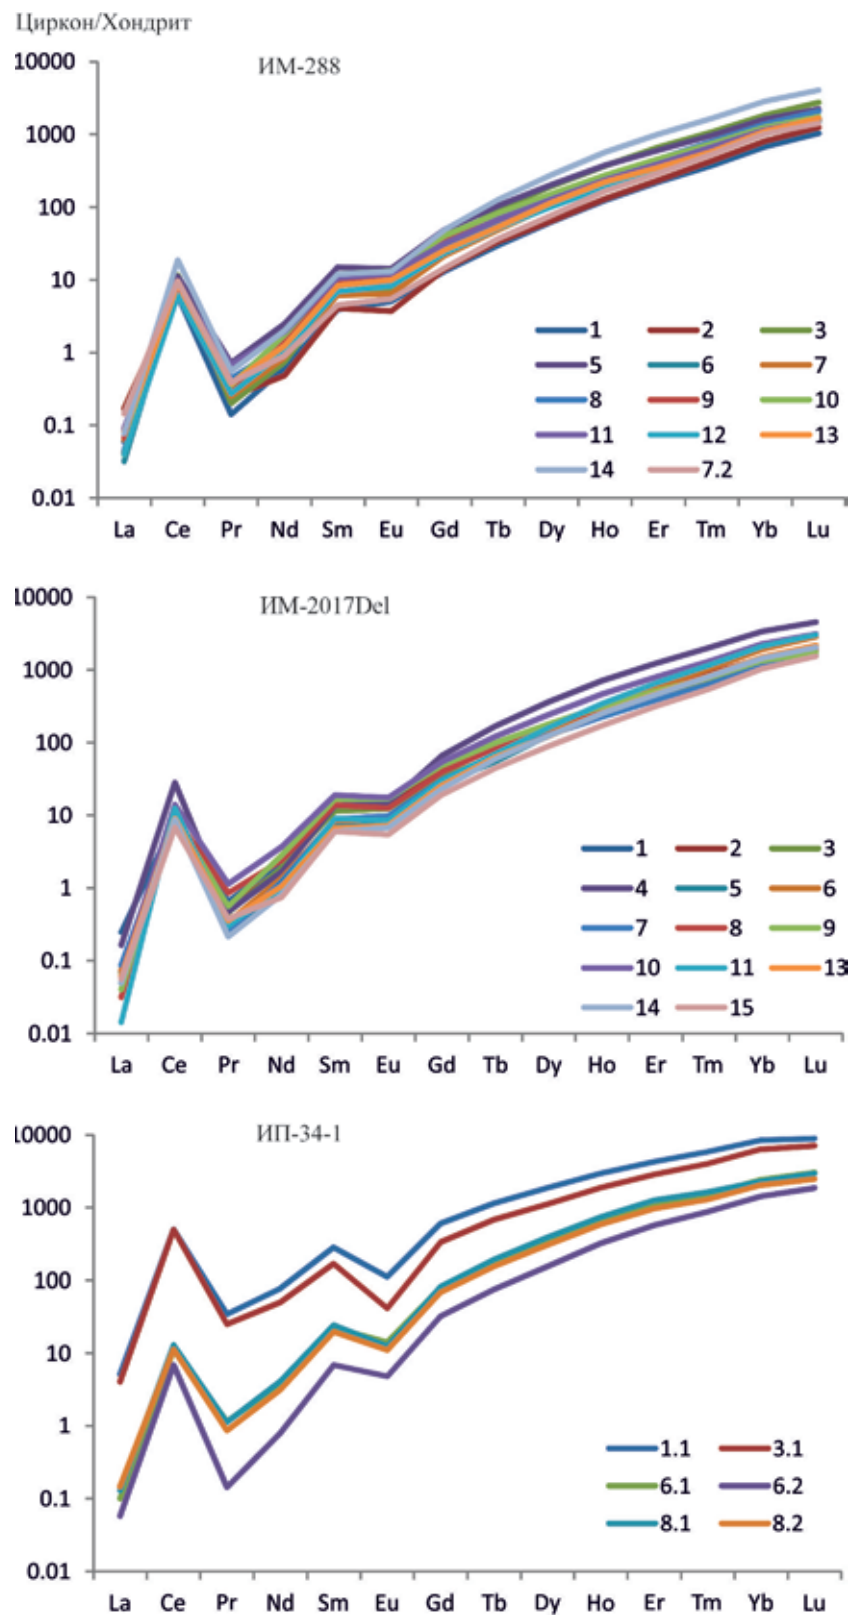 Циркон/Хондрит
ИМ-288
10000
1000
100
10
1
0.1
0.01
1 2 3
5 6 7
8 9 10
11 12 13
14 7.2
La Ce Pr Nd Sm Eu Gd Tb Dy Ho Er Tm Yb Lu
ИМ-2017Del
10000
1000
100
10
1
0.1
0.01
1 2 3
4 5 6
7 8 9
10 11 13
14 15
La Ce Pr Nd Sm Eu Gd Tb Dy Ho Er Tm Yb Lu
ИП-34-1
10000
1000
100
10
1
0.1
0.01
1.1 3.1
6.1 6.2
8.1 8.2
La Ce Pr Nd Sm Eu Gd Tb Dy Ho Er Tm Yb Lu